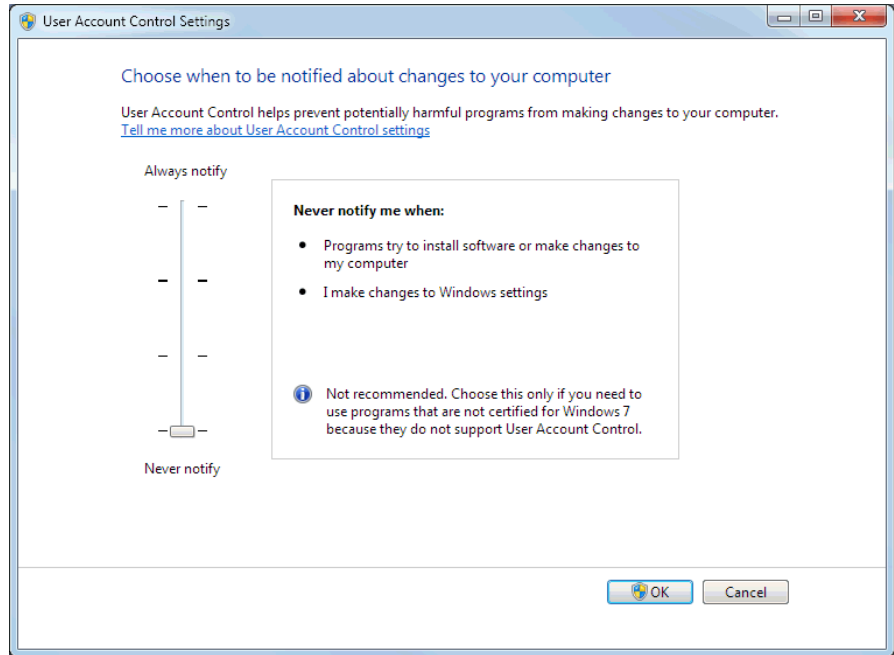 User Account Control Settings
Choose when to be notified about changes to your computer
User Account Control helps prevent potentially harmful programs from making changes to your computer.
Tell me more about User Account Control settings
Always notify
Never notify me when:
Programs try to install software or make changes to
my computer
I make changes to Windows settings
Not recommended. Choose this only if you need to
use programs that are not certified for Windows 7
because they do not support User Account Control.
Never notify
OK
Cancel